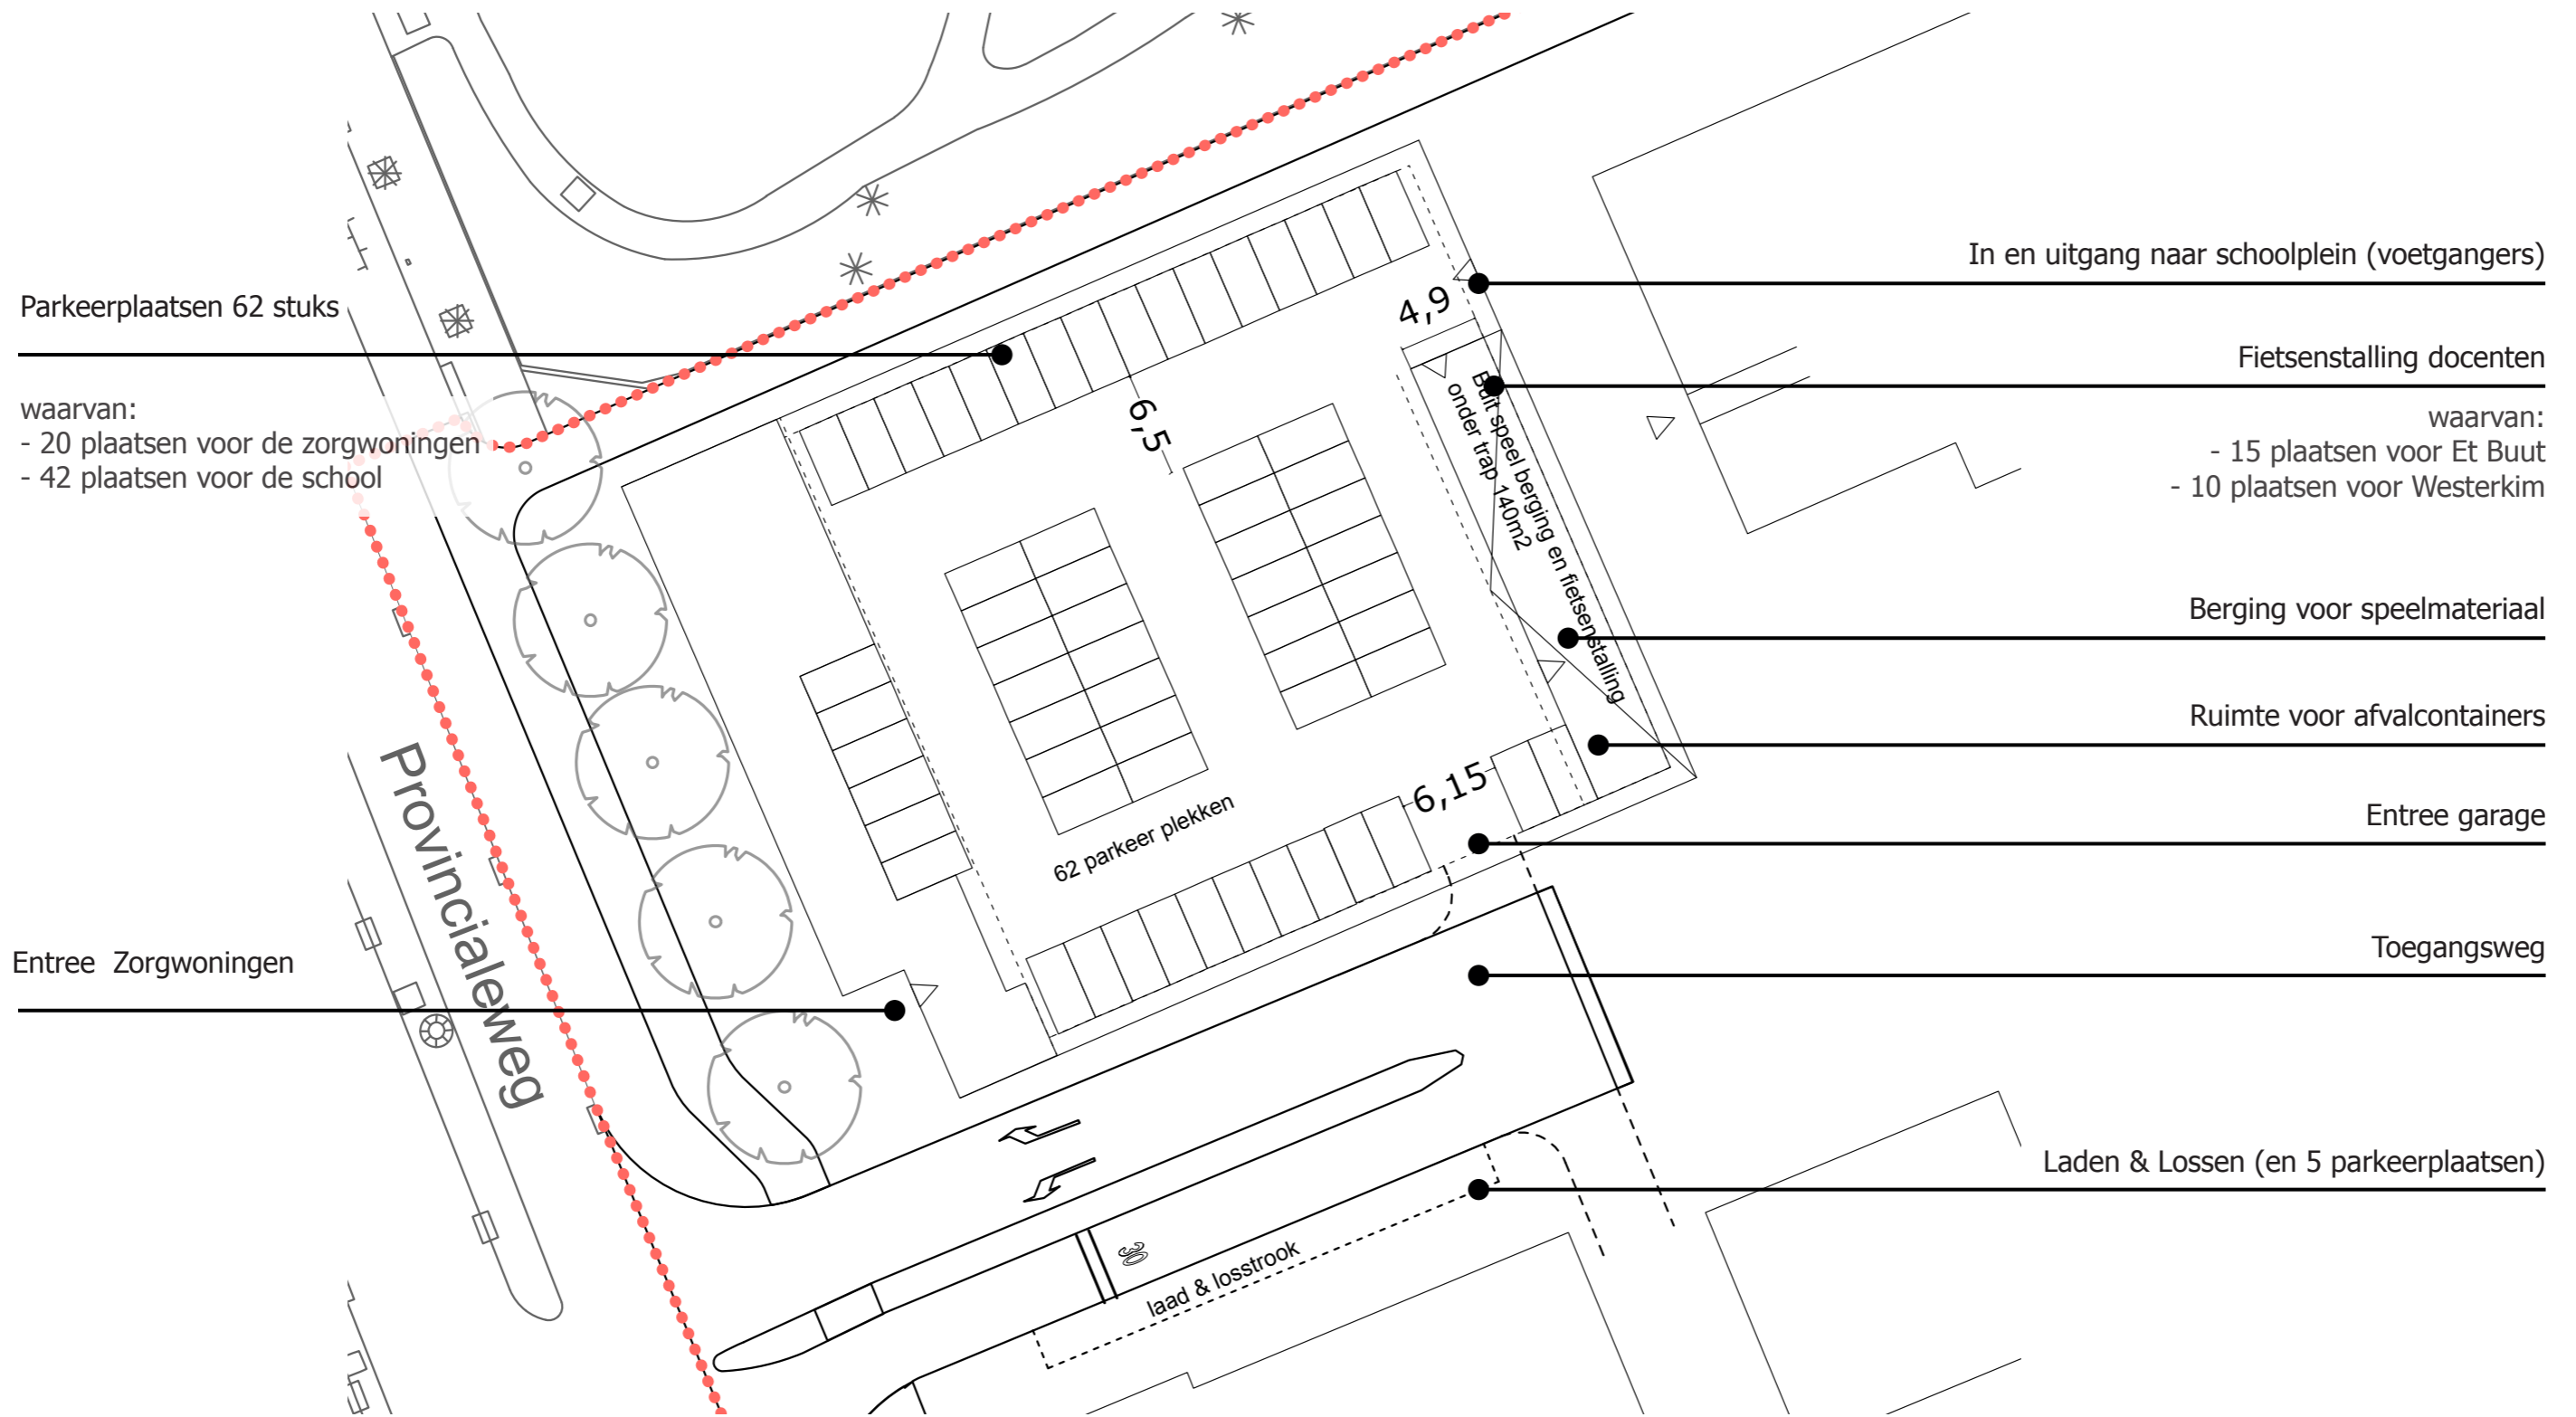 Parkeerplaatsen 62 stuks
waarvan:
- 20 plaatsen voor de zorgwoningen
- 42 plaatsen voor de school
Entree Zorgwoningen
Provincialeweg
4,9
6,5
6,15
62 parkeer plekken
Buit speel berging en fietsenstalling
onder trap 140m2
30
laad & losstrook
In en uitgang naar schoolplein (voetgangers)
Fietsenstalling docenten
waarvan:
- 15 plaatsen voor Et Buut
- 10 plaatsen voor Westerkim
Berging voor speelmateriaal
Ruimte voor afvalcontainers
Entree garage
Toegangsweg
Laden & Lossen (en 5 parkeerplaatsen)